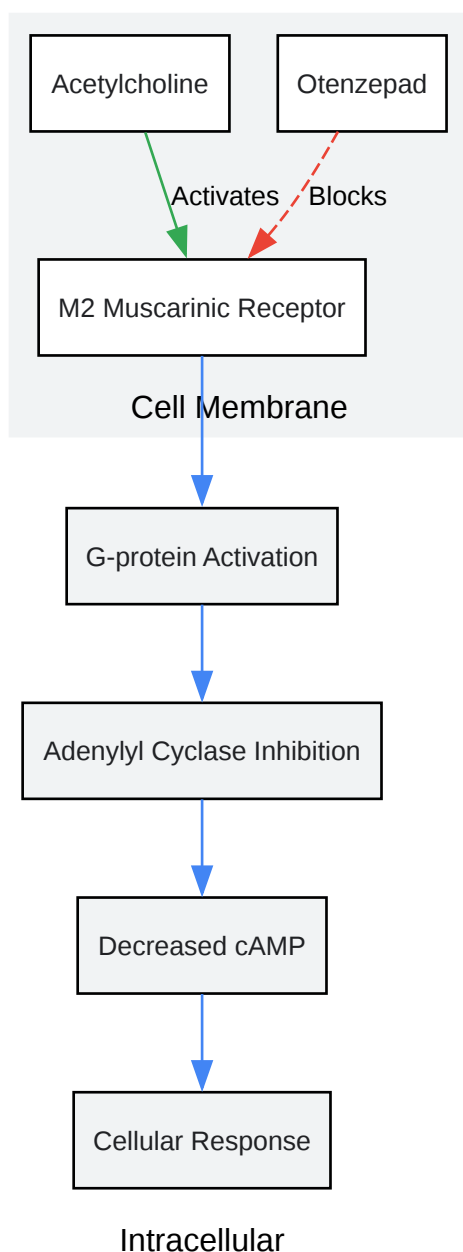 Acetylcholine
Otenzepad
Activates
Blocks
M2 Muscarinic Receptor
Cell Membrane
G-protein Activation
Adenylyl Cyclase Inhibition
Decreased cAMP
Cellular Response
Intracellular